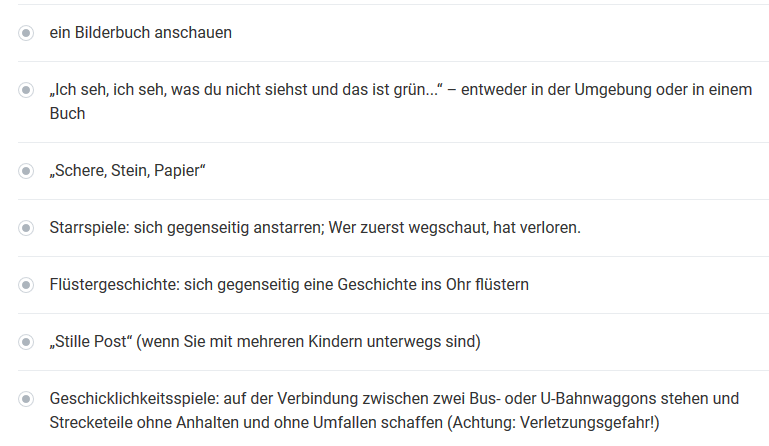 ein Bilderbuch anschauen
„Ich seh, ich seh, was du nicht siehst und das ist grün...“ – entweder in der Umgebung oder in einem
Buch
„Schere, Stein, Papier“
Starrspiele: sich gegenseitig anstarren; Wer zuerst wegschaut, hat verloren.
Flüstergeschichte: sich gegenseitig eine Geschichte ins Ohr flüstern
„Stille Post“ (wenn Sie mit mehreren Kindern unterwegs sind)
Geschicklichkeitsspiele: auf der Verbindung zwischen zwei Bus- oder U-Bahnwaggons stehen und
Strecketeile ohne Anhalten und ohne Umfallen schaffen (Achtung: Verletzungsgefahr!)